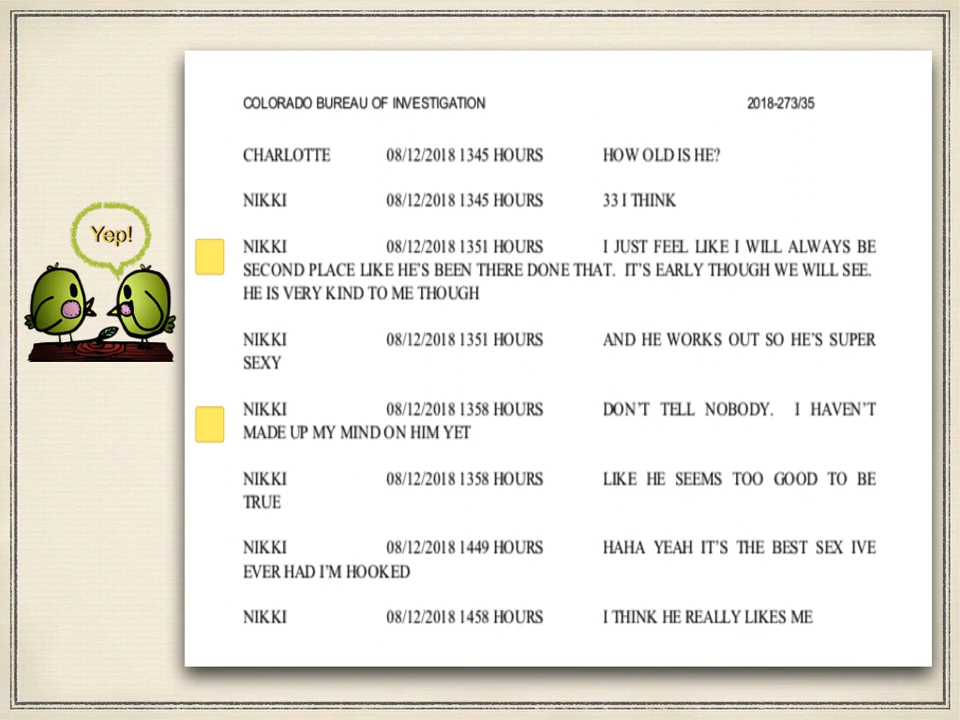 COLORADO BUREAU OF INVESTIGATION 2018-273/35
CHARLOTTE 08/12/2018 1345 HOURS HOW OLD IS HE?
NIKKI 08/12/2018 1345 HOURS 33 I THINK
Yep!
NIKKI 08/12/2018 1351 HOURS I JUST FEEL LIKE I WILL ALWAYS BE
SECOND PLACE LIKE HE'S BEEN THERE DONE THAT. IT'S EARLY THOUGH WE WILL SEE.
HE IS VERY KIND TO ME THOUGH
NIKKI 08/12/2018 1351 HOURS AND HE WORKS OUT SO HE'S SUPER
SEXY
NIKKI 08/12/2018 1358 HOURS DON'T TELL NOBODY. I HAVEN'T
MADE UP MY MIND ON HIM YET
NIKKI 08/12/2018 1358 HOURS LIKE HE SEEMS TOO GOOD TO BE
TRUE
NIKKI 08/12/2018 1449 HOURS HAHA YEAH IT'S THE BEST SEX IVE
EVER HAD I'M HOOKED
NIKKI 08/12/2018 1458 HOURS I THINK HE REALLY LIKES ME